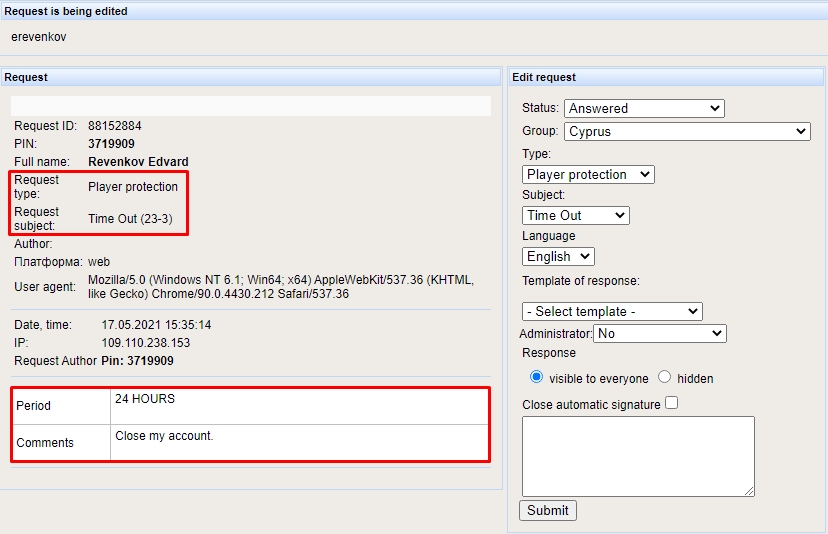 Request is being edited
erevenkov
Request
Request ID: 88152884
PIN: 3719909
Full name: Revenkov Edvard
Request
type: Player protection
Request
subject: Time Out (23-3)
Author:
Платформа: web
User agent: Mozilla/5.0 (Windows NT 6.1; Win64; x64) AppleWebKit/537.36 (KHTML,
like Gecko) Chrome/90.0.4430.212 Safari/537.36
Date, time: 17.05.2021 15:35:14
IP: 109.110.238.153
Request Author Pin: 3719909
Period 24 HOURS
Comments Close my account.
Edit request
Status: Answered
Group: Cyprus
Type:
Player protection
Subject:
Time Out
Language
English
Template of response:
- Select template -
Administrator: No
Response
visible to everyone hidden
Close automatic signature
Submit